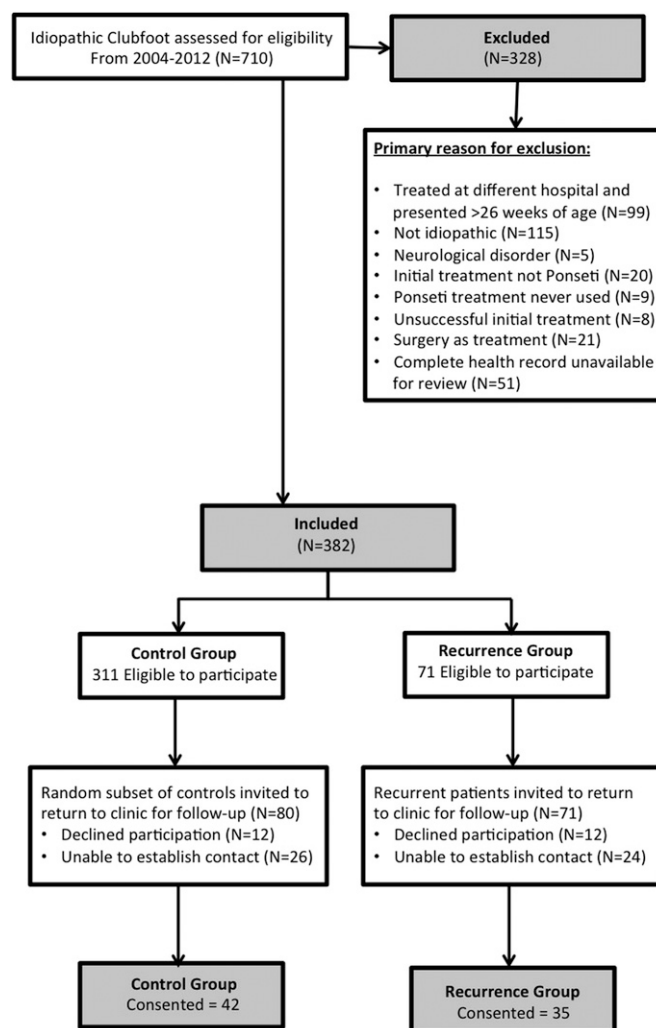 Idiopathic Clubfoot assessed for eligibility
From 2004-2012 (N=710)
Excluded
(N=328)
Primary reason for exclusion:
• Treated at different hospital and
presented >26 weeks of age (N=99)
• Not idiopathic (N=115)
• Neurological disorder (N=5)
• Initial treatment not Ponseti (N=20)
• Ponseti treatment never used (N=9)
• Unsuccessful initial treatment (N=8)
• Surgery as treatment (N=21)
• Complete health record unavailable
for review (N=51)
Included
(N=382)
Control Group
311 Eligible to participate
Recurrence Group
71 Eligible to participate
Random subset of controls invited to
return to clinic for follow-up (N=80)
• Declined participation (N=12)
• Unable to establish contact (N=26)
Recurrent patients invited to return
to clinic for follow-up (N=71)
• Declined participation (N=12)
• Unable to establish contact (N=24)
Control Group
Consented = 42
Recurrence Group
Consented = 35